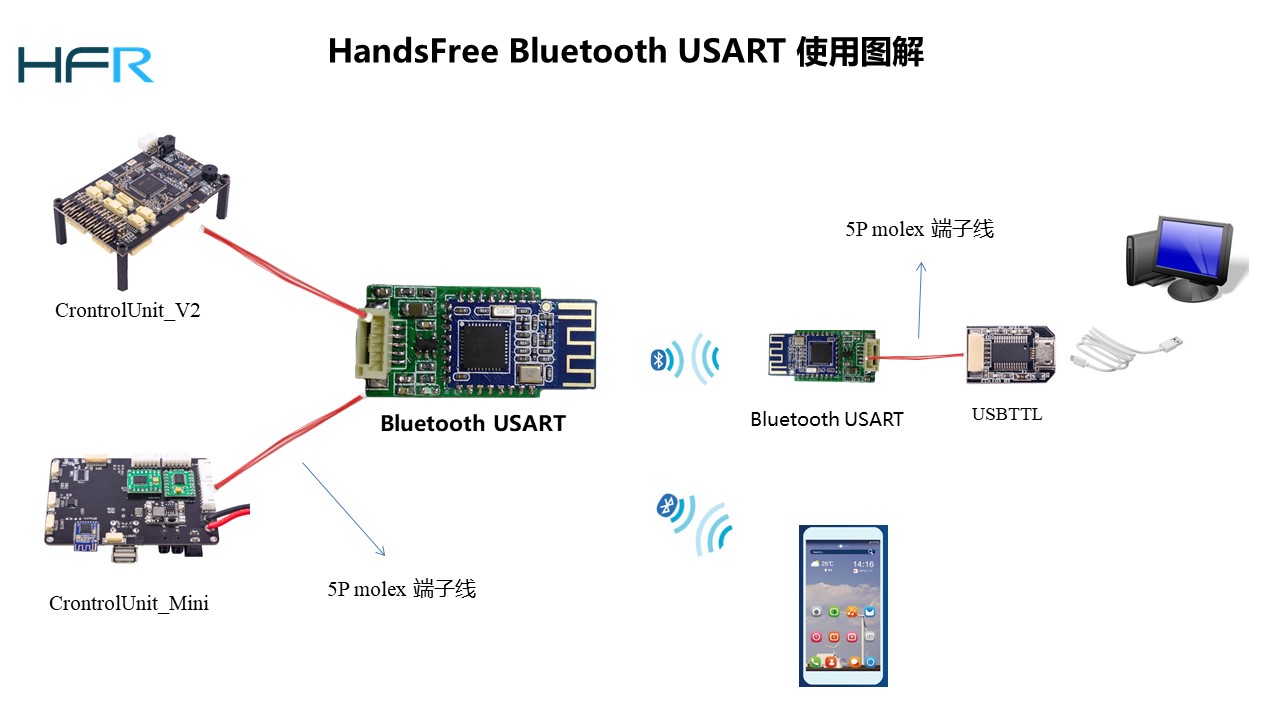 HFR
HandsFree Bluetooth USART 使用图解
CrontrolUnit_V2
5P molex 端子线
Bluetooth USART
Bluetooth USART
USBTTL
5P molex 端子线
CrontrolUnit_Mini
26℃
14:16